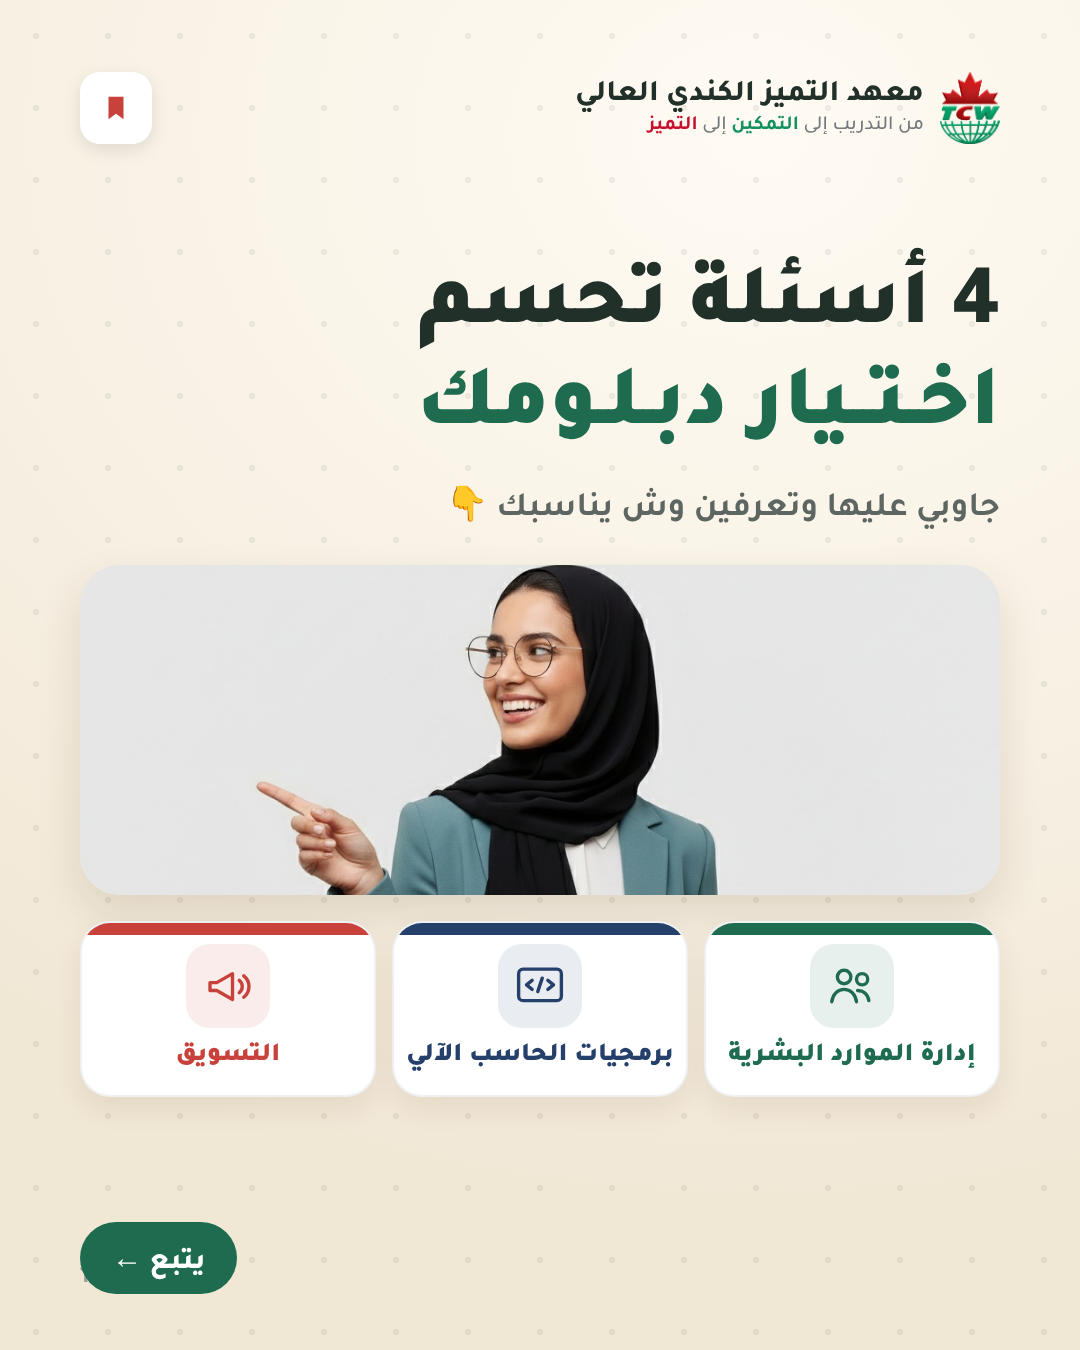 معهد التميز الكندي العالي
من التدريب إلى التمكين إلى التميز
TCW
4 أسئلة تحسم
اختيار دبلومك
جاوبي عليها وتعرفين وش يناسبك 👇
إدارة الموارد البشرية
برمجيات الحاسب الآلي
التسويق
يتبع ←